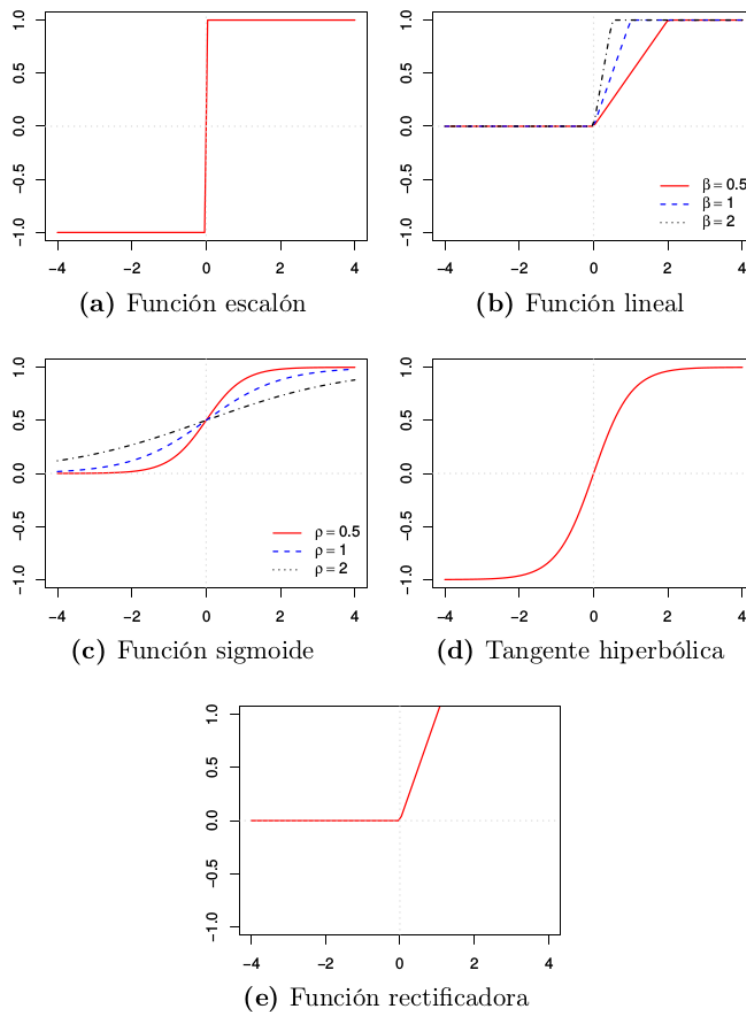 1.0
0.5
0.0
−0.5
−1.0
−4 −2 0 2 4
(a) Función escalón
1.0
0.5
0.0
−0.5
−1.0
β = 0.5
β = 1
β = 2
−4 −2 0 2 4
(b) Función lineal
1.0
0.5
0.0
−0.5
−1.0
ρ = 0.5
ρ = 1
ρ = 2
−4 −2 0 2 4
(c) Función sigmoide
1.0
0.5
0.0
−0.5
−1.0
−4 −2 0 2 4
(d) Tangente hiperbólica
1.0
0.5
0.0
−0.5
−1.0
−4 −2 0 2 4
(e) Función rectificadora